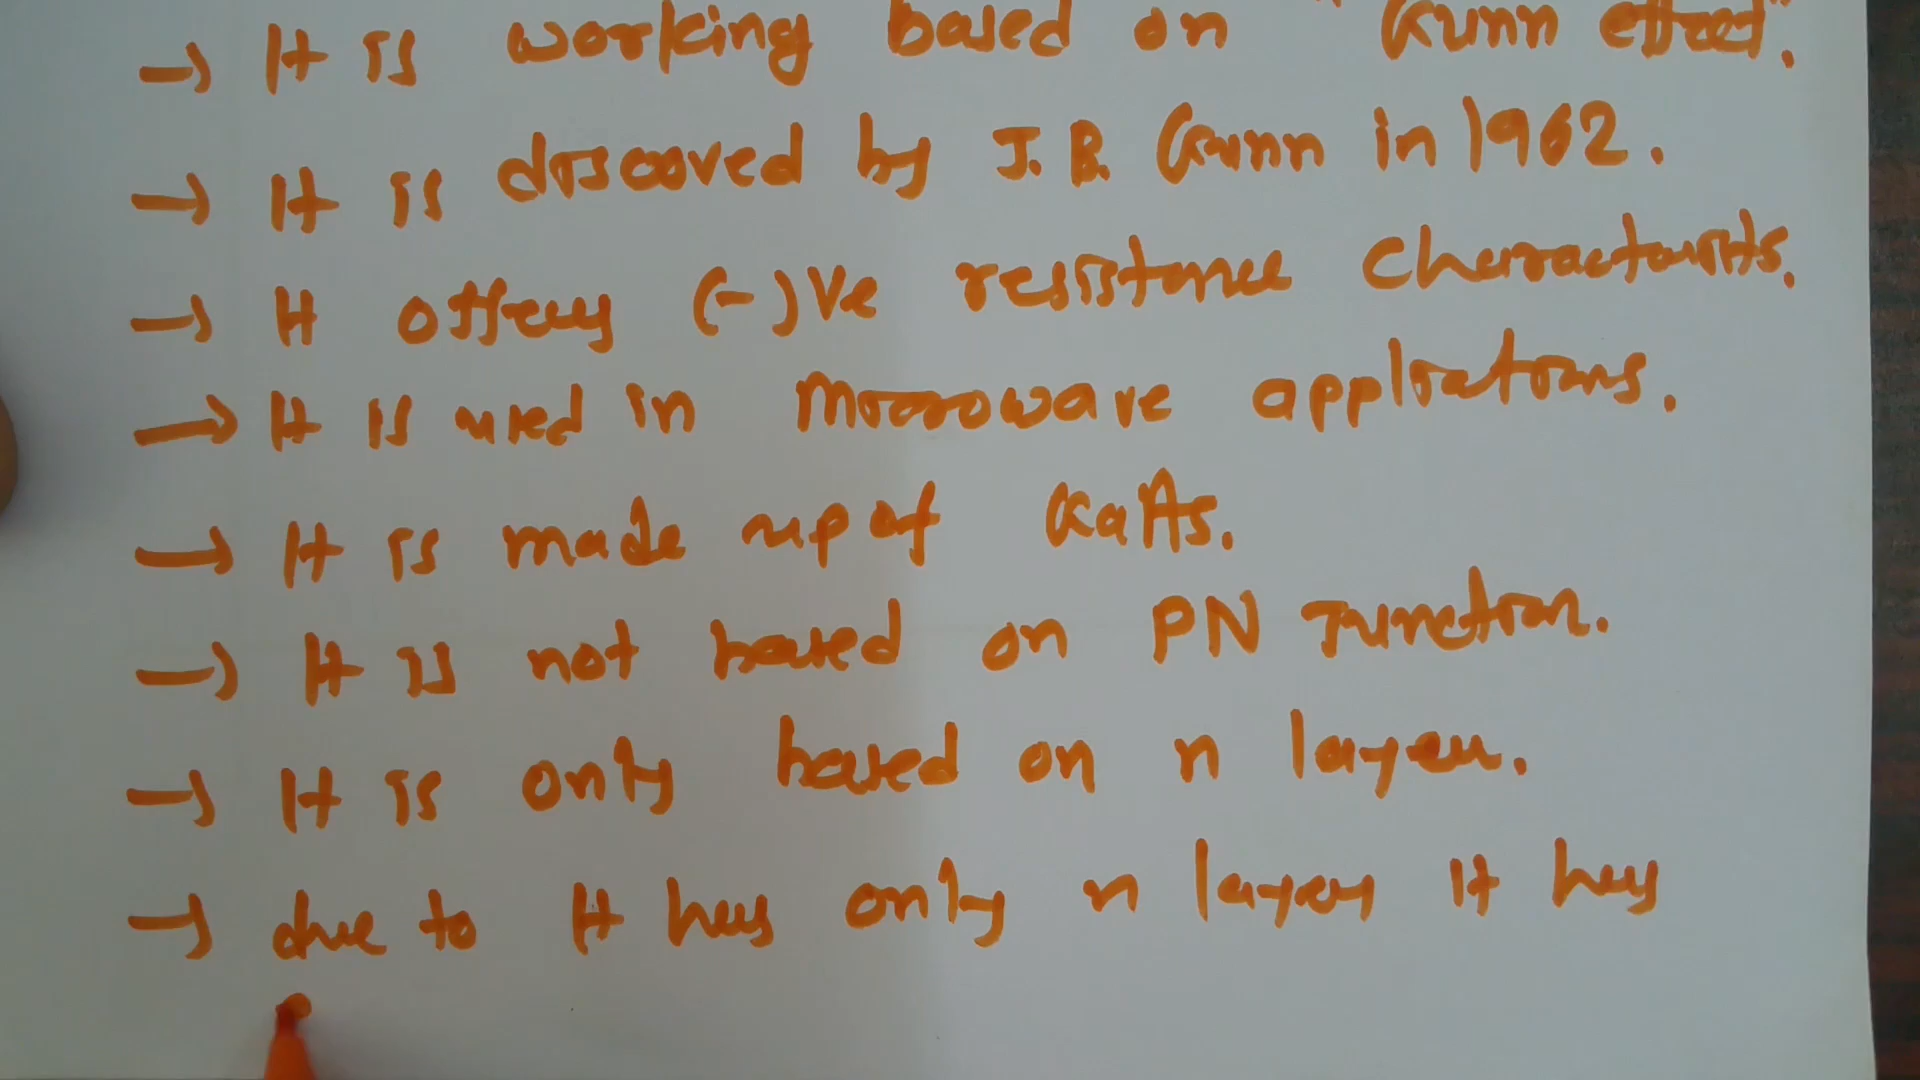 → It is working based on "Gunn effect".
→ It is discoved by J.B. Gunn in 1962.
→ It offers (-)ve resistance characteristits.
→ It is used in Microwave applications.
→ It is made up of GaAs.
→ It is not based on PN Junction.
→ It is only based on n layer.
→ due to it has only n layer it has